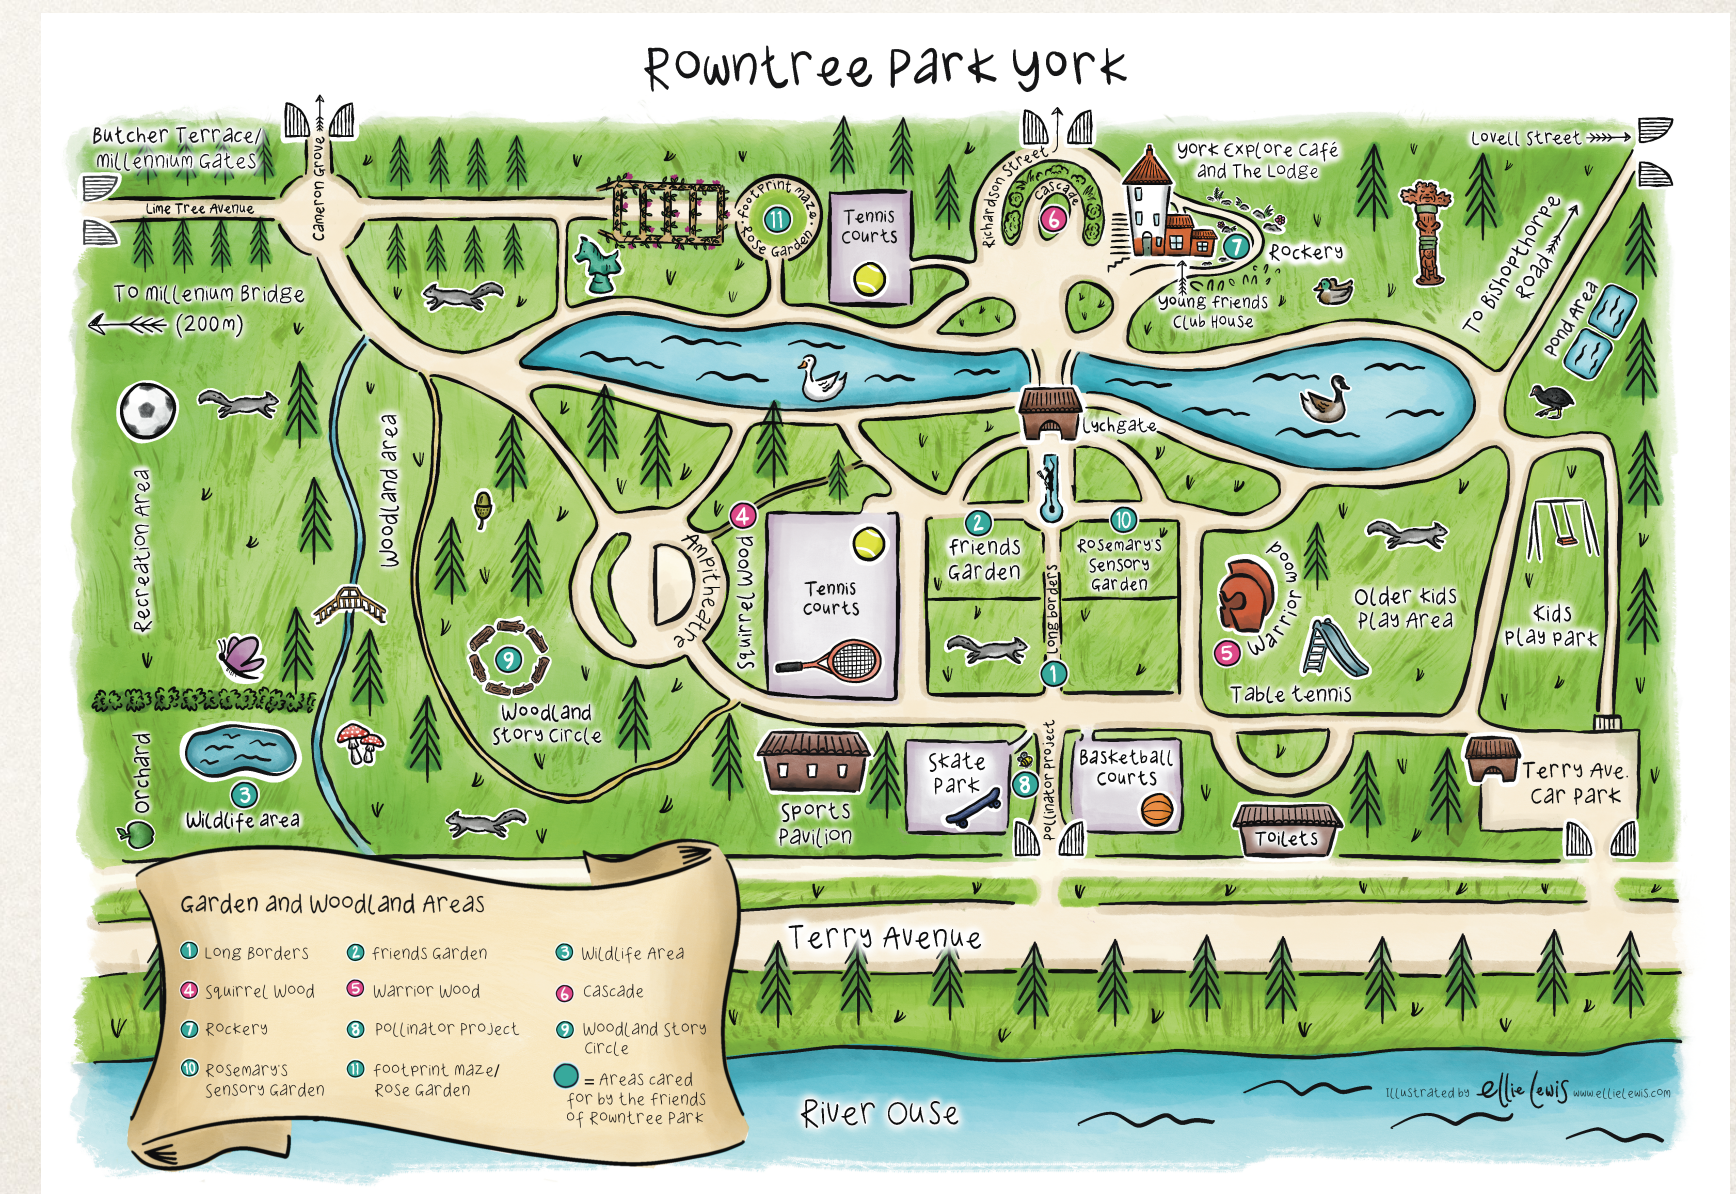 Rowntree Park York
Butcher Terrace/
Millennium Gates
Lime Tree Avenue
Cameron Grove
To Millenium Bridge
(200m)
Footprint Maze.
Rose Garden.
11
Tennis
Courts
Richardson Street
Cascade
6
York Explore Café
and The Lodge
7
Rockery
Young Friends
Club House
Lovell Street
To Bishopthorpe
Road
Pond Area
Lychgate
Recreation Area
Woodland area
Ampitheatre
4
Squirrel Wood
Tennis
Courts
2
Friends
Garden
10
Rosemary's
Sensory
Garden
Long borders
1
Warrior Wood
5
Older Kids
Play Area
Table tennis
Kids
Play Park
9
Woodland
Story Circle
Orchard
3
Wildlife area
Sports
Pavilion
Skate
Park
8
Pollinator Project
Basketball
Courts
Toilets
Terry Ave.
Car Park
Terry Avenue
River Ouse
Garden and Woodland Areas
1 Long Borders
2 Friends Garden
3 Wildlife Area
4 Squirrel Wood
5 Warrior Wood
6 Cascade
7 Rockery
8 Pollinator Project
9 Woodland Story
Circle
10 Rosemary's
Sensory Garden
11 Footprint Maze/
Rose Garden
= Areas cared
for by the friends
of Rowntree Park
Illustrated by Ellie Lewis www.ellielewis.com